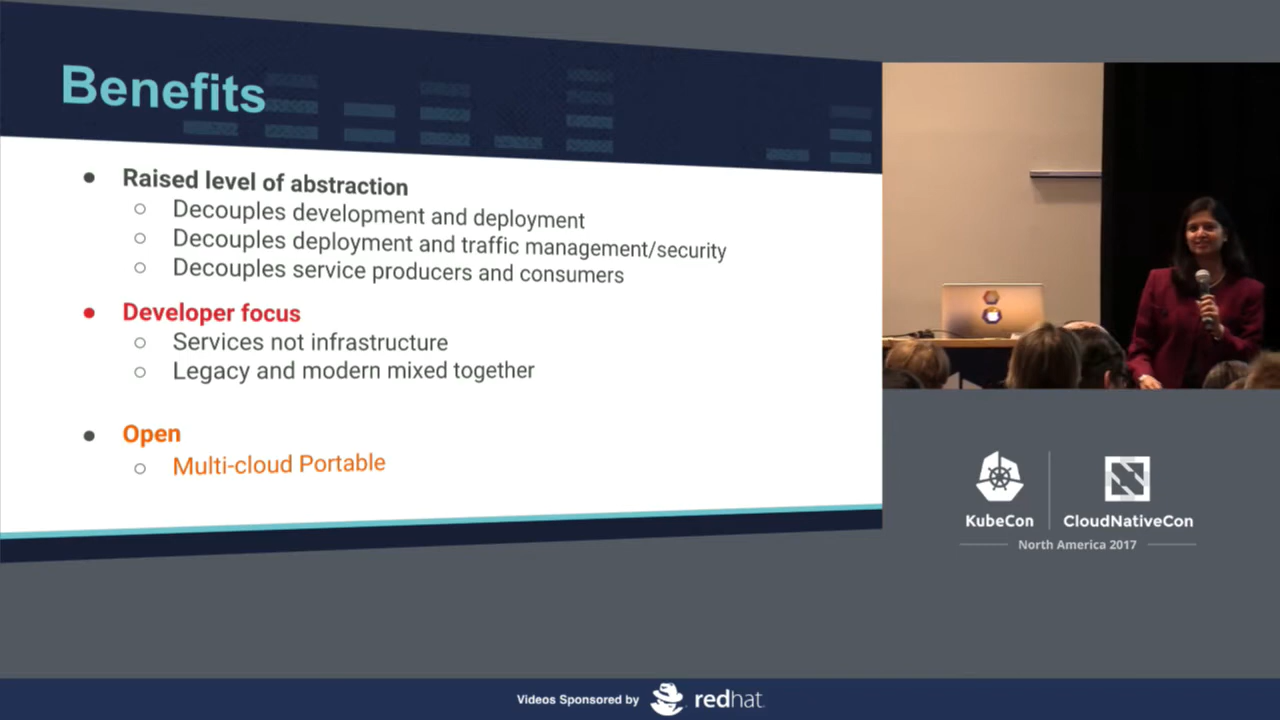 Benefits
Raised level of abstraction
Decouples development and deployment
Decouples deployment and traffic management/security
Decouples service producers and consumers
Developer focus
Services not infrastructure
Legacy and modern mixed together
Open
Multi-cloud Portable
KubeCon
CloudNativeCon
North America 2017
Videos Sponsored by
redhat